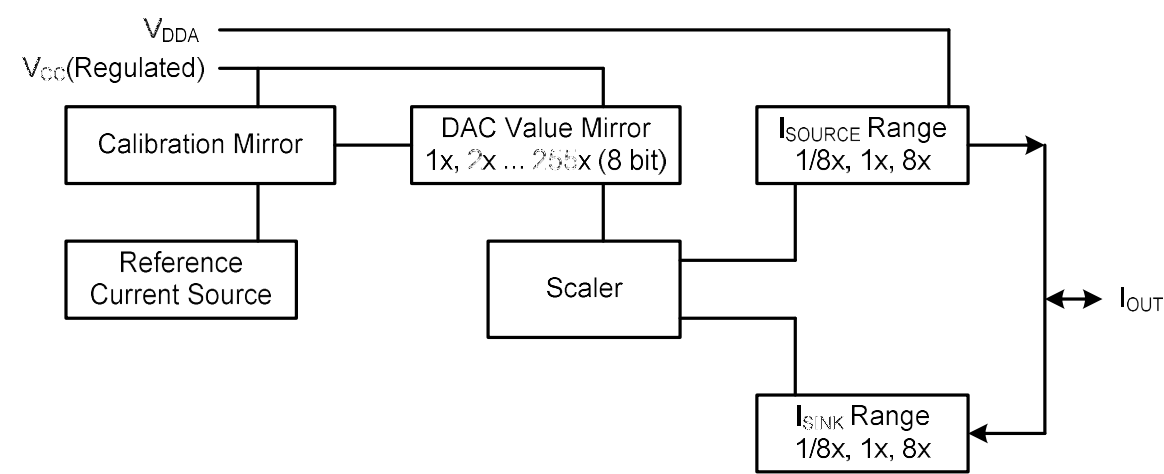 VDDA
VCC(Regulated)
Calibration Mirror
DAC Value Mirror
1x, 2x ... 255x (8 bit)
ISOURCE Range
1/8x, 1x, 8x
Reference
Current Source
Scaler
IOUT
ISINK Range
1/8x, 1x, 8x